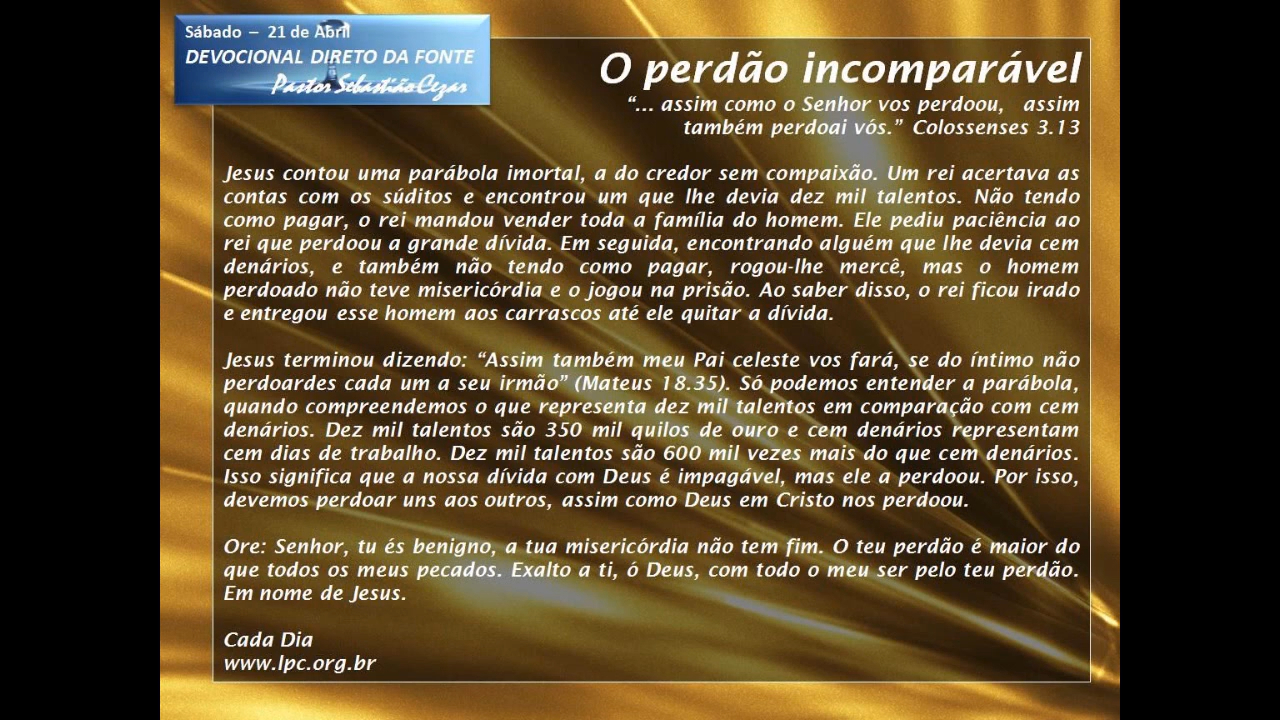 Sábado – 21 de Abril
DEVOCIONAL DIRETO DA FONTE
Pastor Sebastião Cezar
O perdão incomparável
“... assim como o Senhor vos perdoou, assim
também perdoai vós.” Colossenses 3.13
Jesus contou uma parábola imortal, a do credor sem compaixão. Um rei acertava as
contas com os súditos e encontrou um que lhe devia dez mil talentos. Não tendo
como pagar, o rei mandou vender toda a família do homem. Ele pediu paciência ao
rei que perdoou a grande dívida. Em seguida, encontrando alguém que lhe devia cem
denários, e também não tendo como pagar, rogou-lhe mercê, mas o homem
perdoado não teve misericórdia e o jogou na prisão. Ao saber disso, o rei ficou irado
e entregou esse homem aos carrascos até ele quitar a dívida.
Jesus terminou dizendo: “Assim também meu Pai celeste vos fará, se do íntimo não
perdoardes cada um a seu irmão” (Mateus 18.35). Só podemos entender a parábola,
quando compreendemos o que representa dez mil talentos em comparação com cem
denários. Dez mil talentos são 350 mil quilos de ouro e cem denários representam
cem dias de trabalho. Dez mil talentos são 600 mil vezes mais do que cem denários.
Isso significa que a nossa dívida com Deus é impagável, mas ele a perdoou. Por isso,
devemos perdoar uns aos outros, assim como Deus em Cristo nos perdoou.
Ore: Senhor, tu és benigno, a tua misericórdia não tem fim. O teu perdão é maior do
que todos os meus pecados. Exalto a ti, ó Deus, com todo o meu ser pelo teu perdão.
Em nome de Jesus.
Cada Dia
www.lpc.org.br